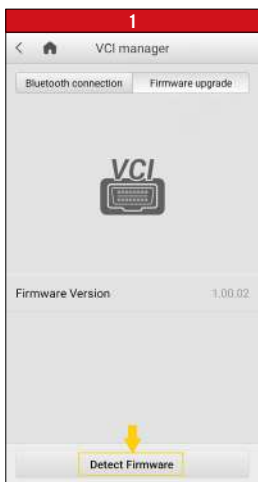 1
VCI manager
Bluetooth connection Firmware upgrade
VCI
Firmware Version 1.00.02
Detect Firmware